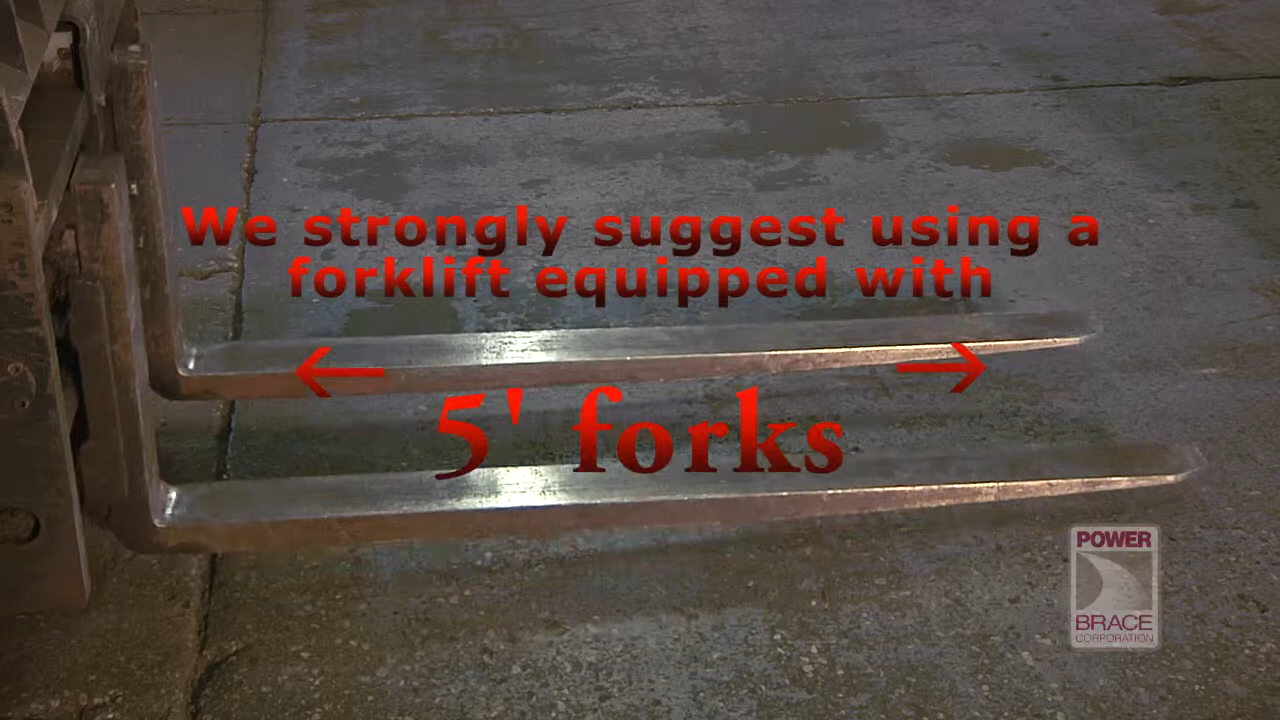 We strongly suggest using a
forklift equipped with
5' forks
POWER
BRACE
CORPORATION